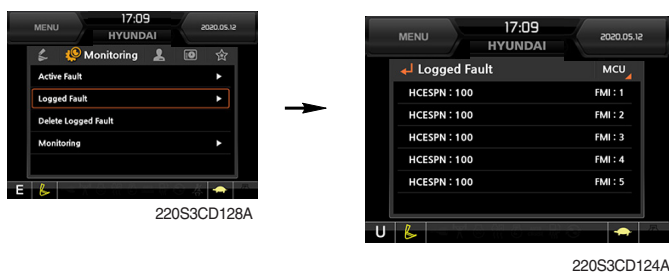 MENU
17:09
HYUNDAI
2020.05.12
Monitoring
Active Fault
Logged Fault
Delete Logged Fault
Monitoring
E
220S3CD128A
MENU
17:09
HYUNDAI
2020.05.12
Logged Fault MCU
HCESPN : 100 FMI : 1
HCESPN : 100 FMI : 2
HCESPN : 100 FMI : 3
HCESPN : 100 FMI : 4
HCESPN : 100 FMI : 5
U
220S3CD124A